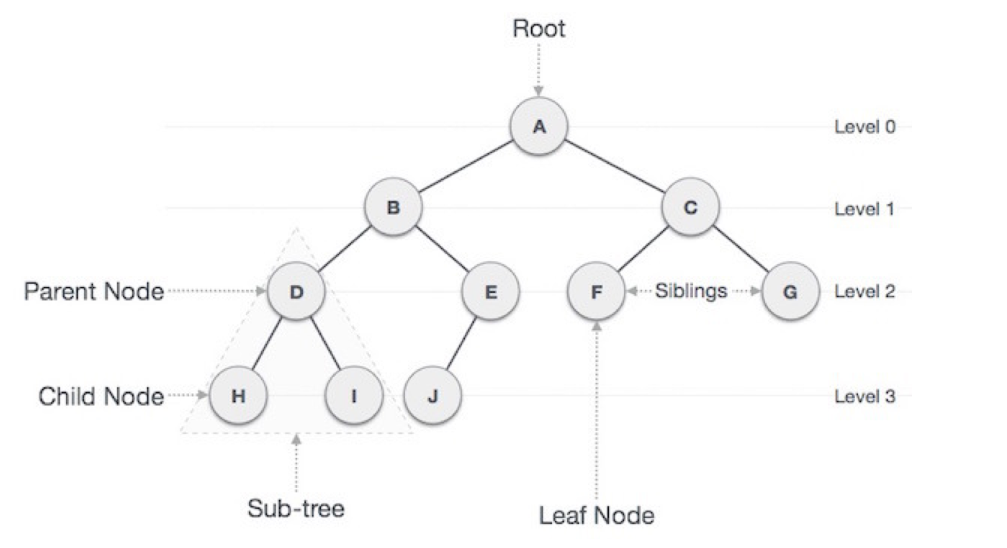 Root
A
Level 0
B
C
Level 1
Parent Node
D
E
F
Siblings
G
Level 2
Child Node
H
I
J
Level 3
Sub-tree
Leaf Node